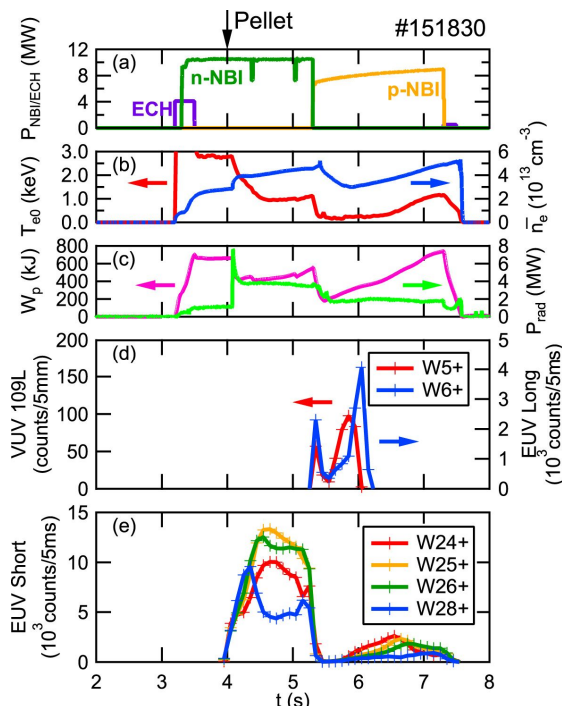 Pellet
#151830
12
8
4
0
P_NBI/ECH (MW)
(a)
n-NBI
ECH
p-NBI
3.0
2.0
1.0
0.0
T_e0 (keV)
(b)
6
4
2
0
n̄_e (10^13 cm^-3)
800
600
400
200
0
W_p (kJ)
(c)
8
6
4
2
0
P_rad (MW)
200
150
100
50
0
VUV 109L
(counts/5mm)
(d)
W5+
W6+
5
4
3
2
1
0
EUV Long
(10^3 counts/5ms)
15
10
5
0
EUV Short
(10^3 counts/5ms)
(e)
W24+
W25+
W26+
W28+
2 3 4 5 6 7 8
t (s)